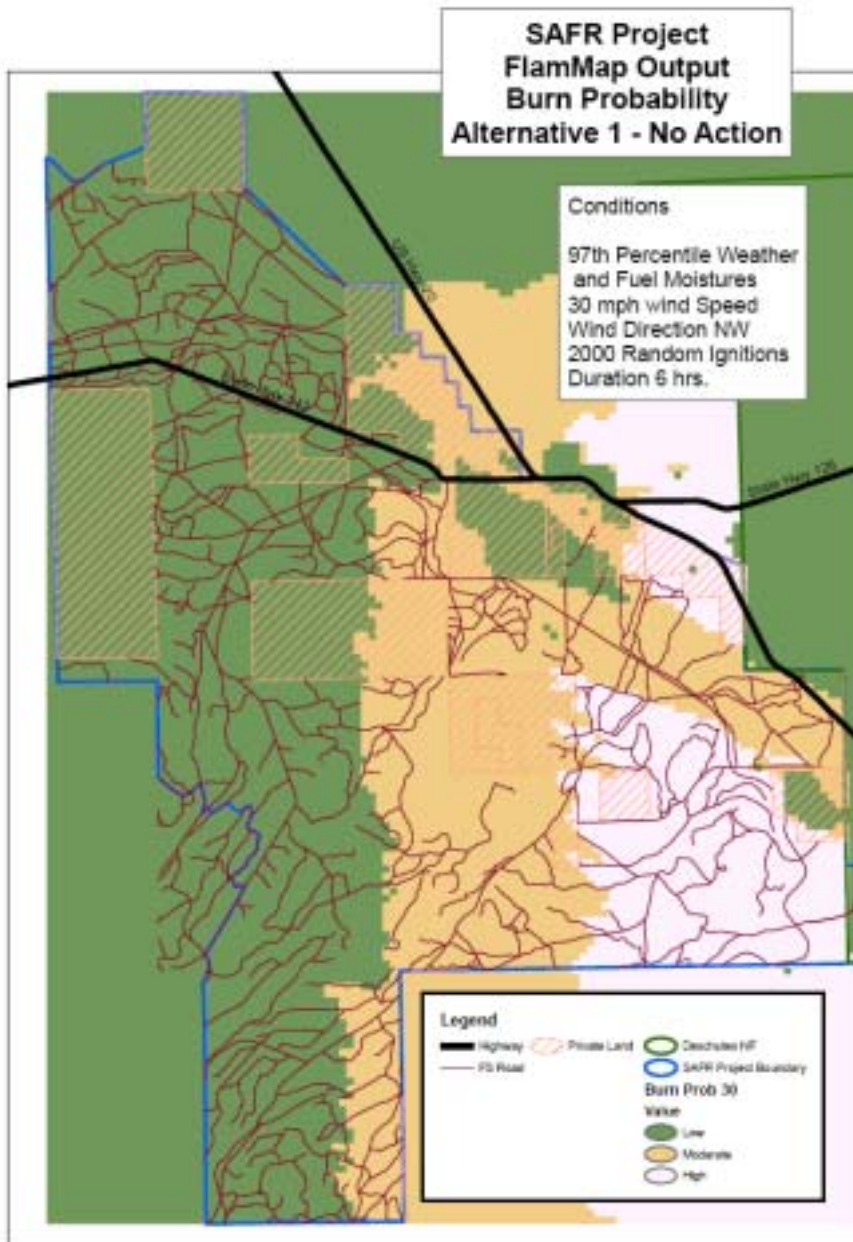 SAFR Project
FlamMap Output
Burn Probability
Alternative 1 - No Action
Conditions
97th Percentile Weather
and Fuel Moistures
30 mph wind Speed
Wind Direction NW
2000 Random Ignitions
Duration 6 hrs.
State Hwy 126
Legend
Highway
Private Land
Deschutes NF
FS Road
SAFR Project Boundary
Burn Prob 30
Value
Low
Moderate
High